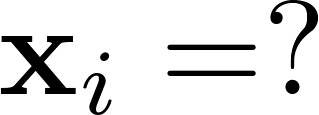 𝐱ᵢ =?